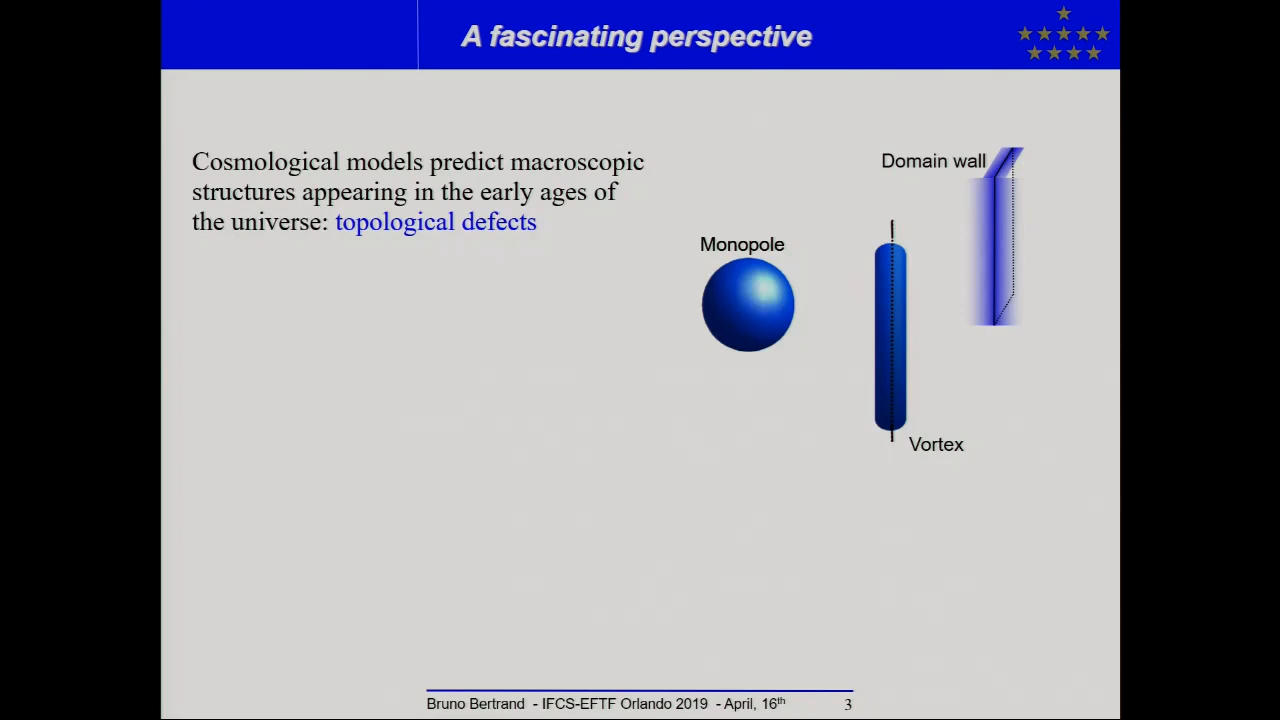 A fascinating perspective
Cosmological models predict macroscopic
structures appearing in the early ages of
the universe: topological defects
Domain wall
Monopole
Vortex
Bruno Bertrand - IFCS-EFTF Orlando 2019 - April, 16th
3